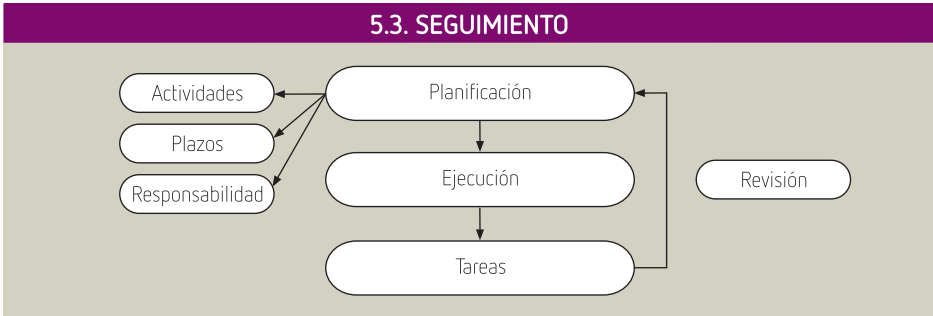 5.3. SEGUIMIENTO
Actividades
Planificación
Plazos
Ejecución
Revisión
Responsabilidad
Tareas